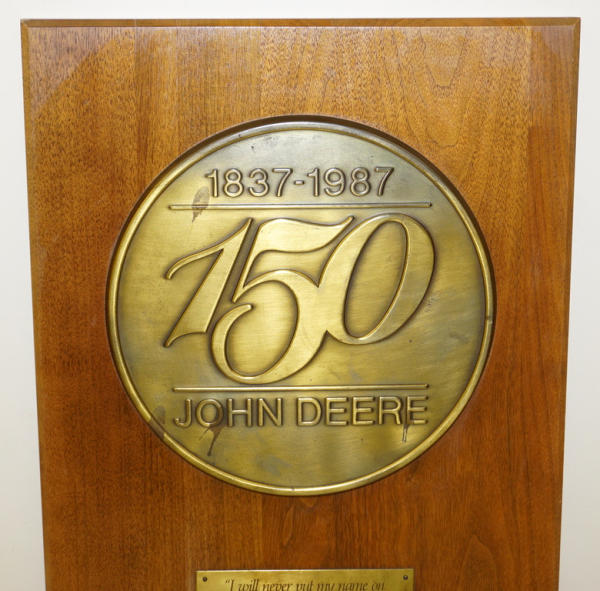 1837-1987
150
JOHN DEERE
"I will never put my name on